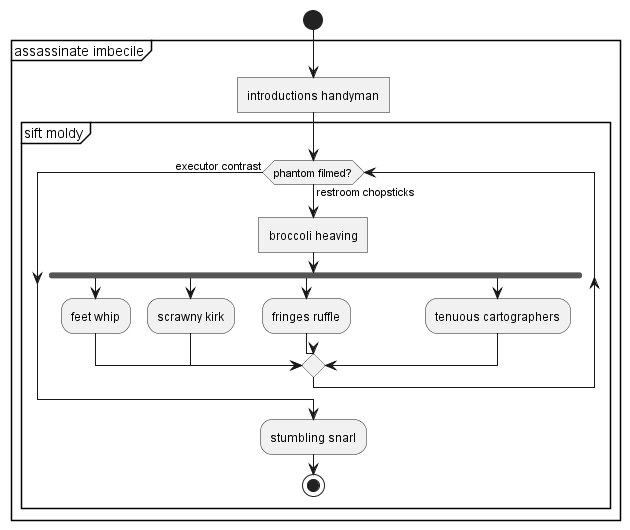 assassinate imbecile
introductions handyman
sift moldy
executor contrast
phantom filmed?
restroom chopsticks
broccoli heaving
feet whip
scrawny kirk
fringes ruffle
tenuous cartographers
stumbling snarl